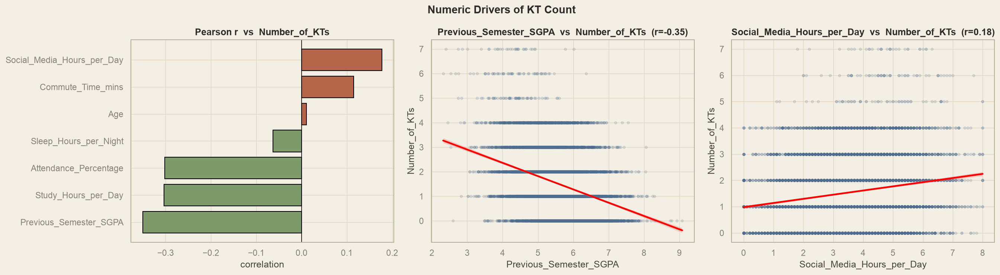 Numeric Drivers of KT Count
Pearson r  vs  Number_of_KTs
Social_Media_Hours_per_Day
Commute_Time_mins
Age
Sleep_Hours_per_Night
Attendance_Percentage
Study_Hours_per_Day
Previous_Semester_SGPA
−0.3
−0.2
−0.1
0.0
0.1
0.2
correlation
Previous_Semester_SGPA  vs  Number_of_KTs  (r=-0.35)
Number_of_KTs
7
6
5
4
3
2
1
0
2
3
4
5
6
7
8
9
Previous_Semester_SGPA
Social_Media_Hours_per_Day  vs  Number_of_KTs  (r=0.18)
Number_of_KTs
7
6
5
4
3
2
1
0
0
1
2
3
4
5
6
7
8
Social_Media_Hours_per_Day